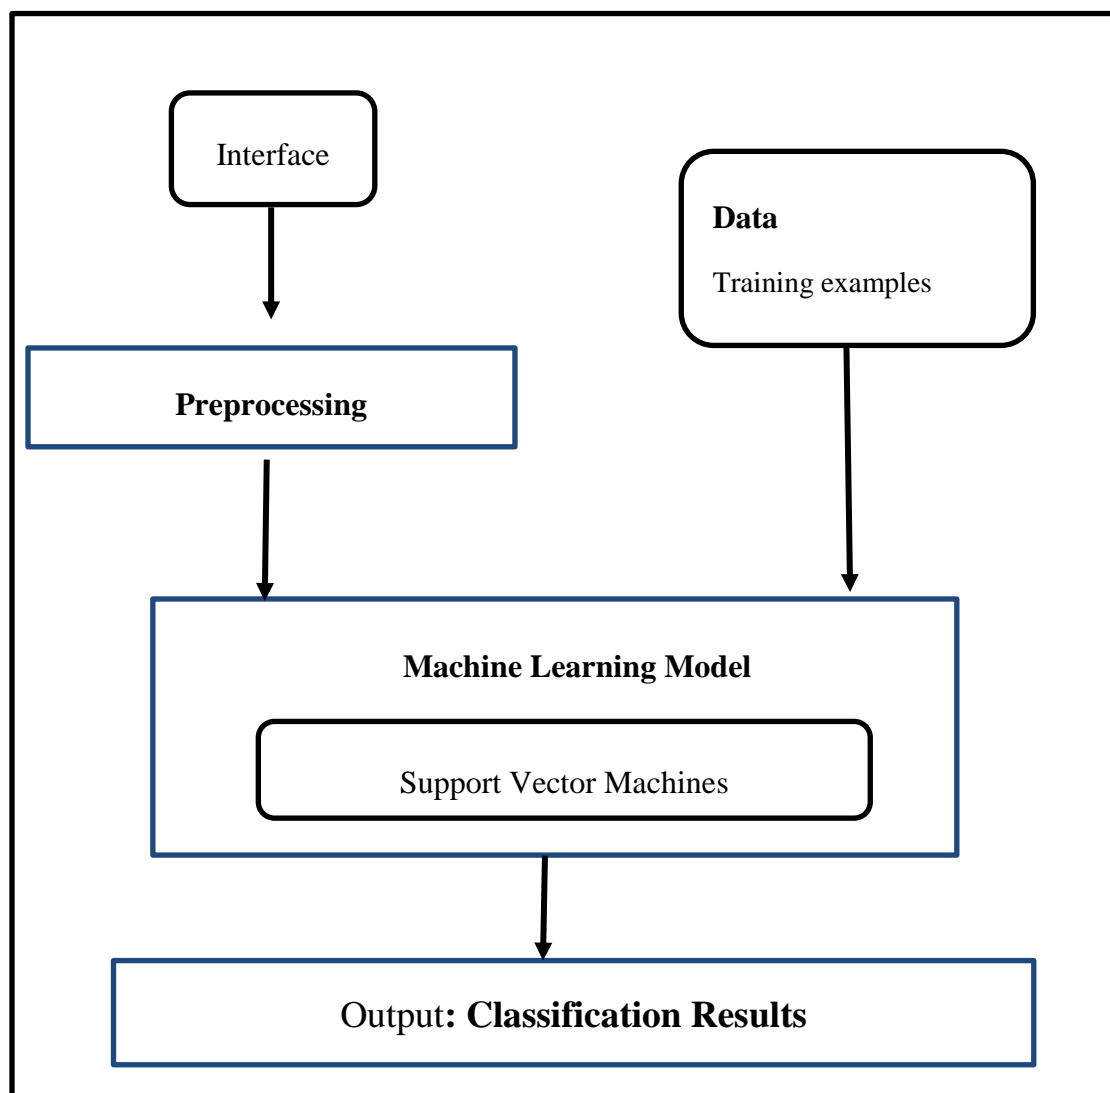 Interface
Data
Training examples
Preprocessing
Machine Learning Model
Support Vector Machines
Output: Classification Results